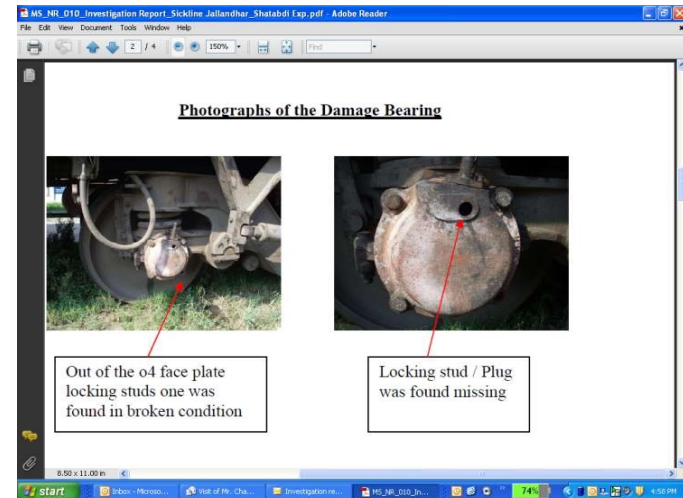 MS_NR_010_Investigation Report_Sickline Jallandhar_Shatabdi Exp.pdf - Adobe Reader
File Edit View Document Tools Window Help
2 / 4 150% Find
Photographs of the Damage Bearing
Out of the o4 face plate
locking studs one was
found in broken condition
Locking stud / Plug
was found missing
8.50 x 11.00 in
start Inbox - Microso... Visit of Mr. Cha... Investigation re... MS_NR_010_In... 74% 4:56 PM